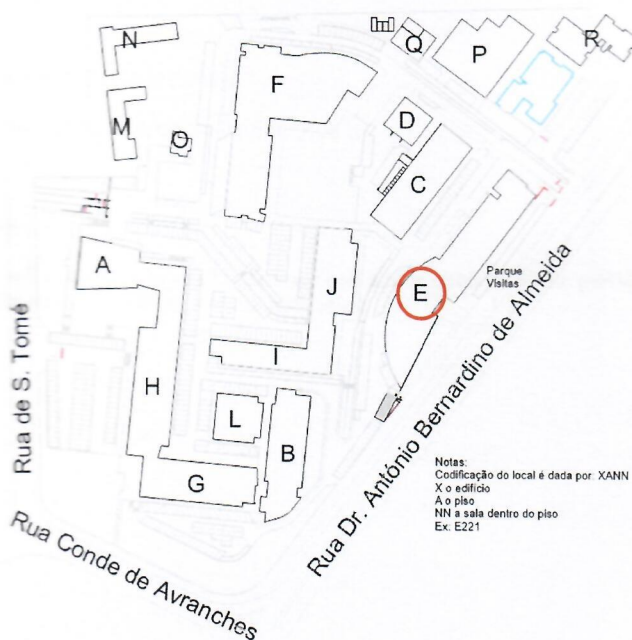 N
Q
P
R
F
M
O
D
C
A
J
E
Parque
Visitas
H
I
L
B
G
Rua de S. Tomé
Rua Conde de Avranches
Rua Dr. António Bernardino de Almeida
Notas:
Codificação do local é dada por: XANN
X o edifício
A o piso
NN a sala dentro do piso
Ex: E221